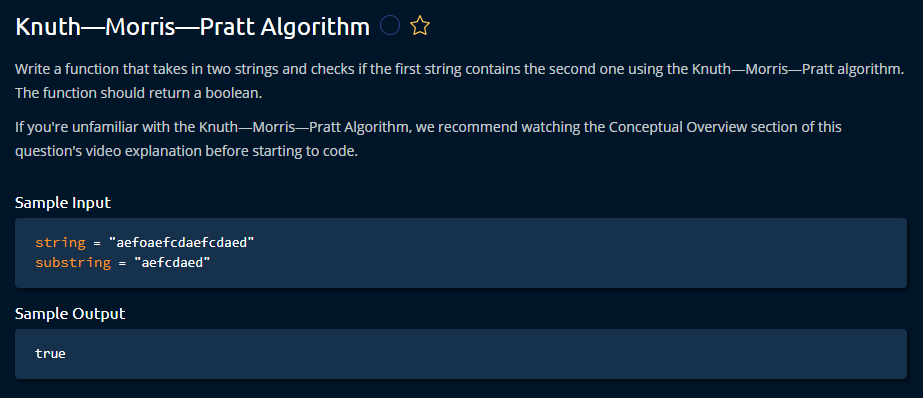 Knuth—Morris—Pratt Algorithm
Write a function that takes in two strings and checks if the first string contains the second one using the Knuth—Morris—Pratt algorithm.
The function should return a boolean.
If you're unfamiliar with the Knuth—Morris—Pratt Algorithm, we recommend watching the Conceptual Overview section of this
question's video explanation before starting to code.
Sample Input
string = "aefoaefcdaefcdaed"
substring = "aefcdaed"
Sample Output
true